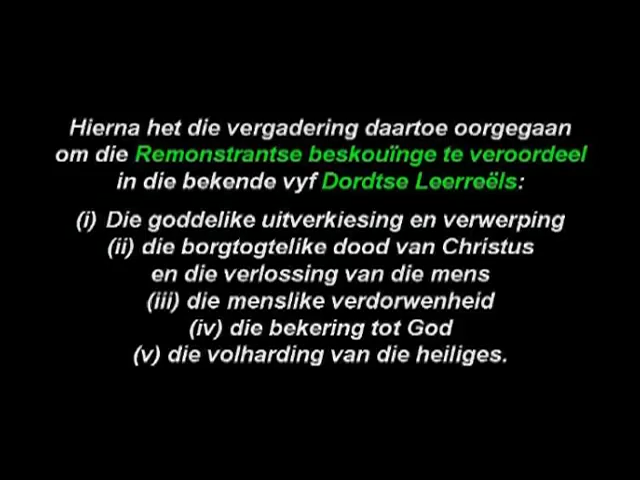 Hierna het die vergadering daartoe oorgegaan
om die Remonstrantse beskouïnge te veroordeel
in die bekende vyf Dordtse Leerreëls:
(i) Die goddelike uitverkiesing en verwerping
(ii) die borgtogtelike dood van Christus
en die verlossing van die mens
(iii) die menslike verdorwenheid
(iv) die bekering tot God
(v) die volharding van die heiliges.